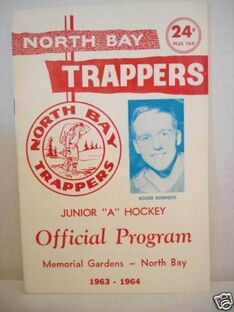 NORTH BAY
24¢
PLUS TAX
TRAPPERS
NORTH BAY
TRAPPERS
ROGER BOWNESS
JUNIOR "A" HOCKEY
Official Program
Memorial Gardens — North Bay
1963 - 1964